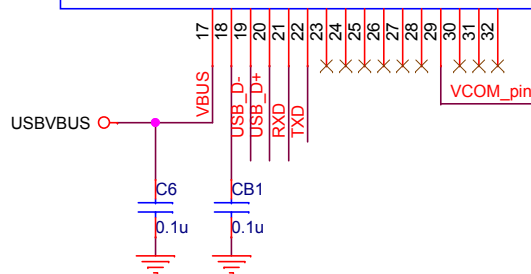 17 18 19 20 21 22 23 24 25 26 27 28 29 30 31 32
VBUS
USB_D-
USB_D+
RXD
TXD
VCOM_pin
USBVBUS
C6
0.1u
CB1
0.1u